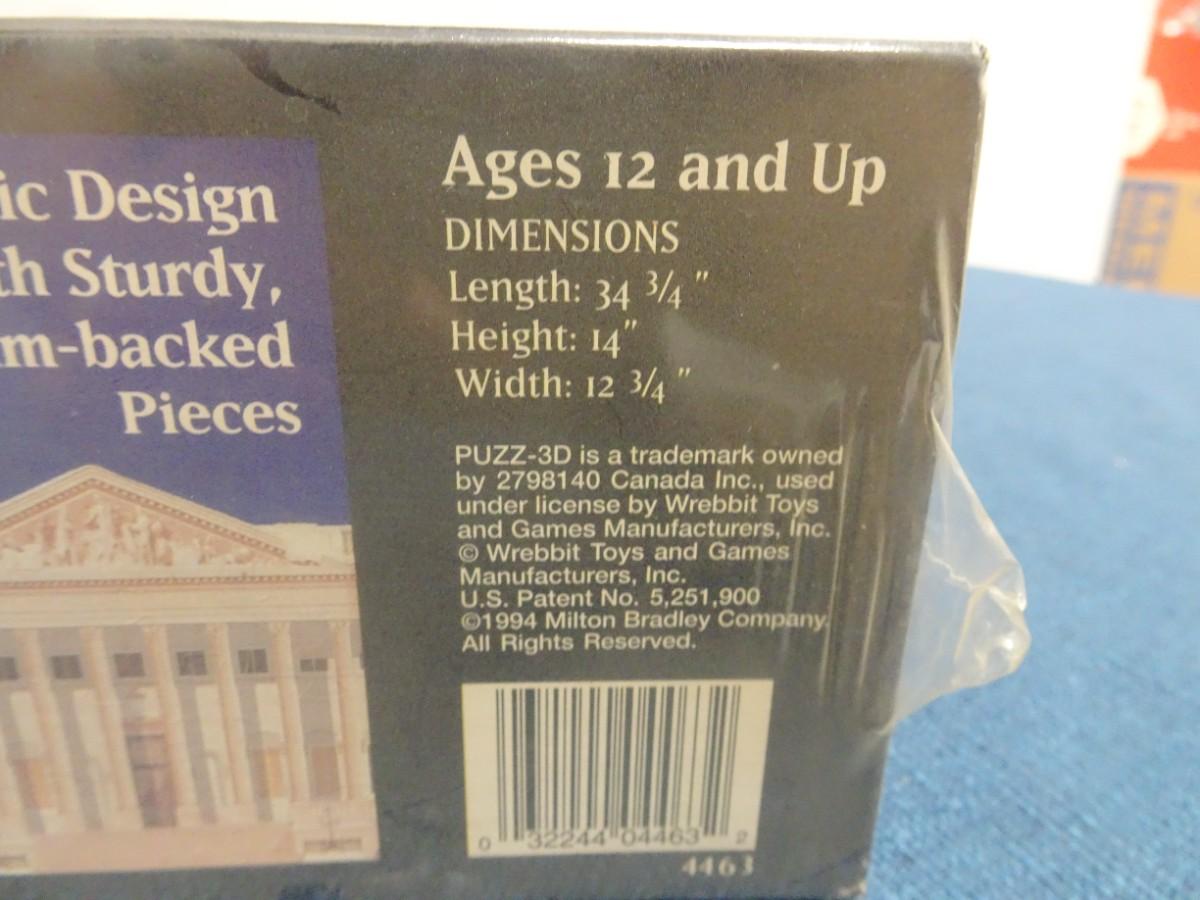 ic Design
th Sturdy,
m-backed
Pieces
Ages 12 and Up
DIMENSIONS
Length: 34 3/4 "
Height: 14"
Width: 12 3/4 "
PUZZ-3D is a trademark owned
by 2798140 Canada Inc., used
under license by Wrebbit Toys
and Games Manufacturers, Inc.
© Wrebbit Toys and Games
Manufacturers, Inc.
U.S. Patent No. 5,251,900
©1994 Milton Bradley Company.
All Rights Reserved.
0 32244 04463 2
4463